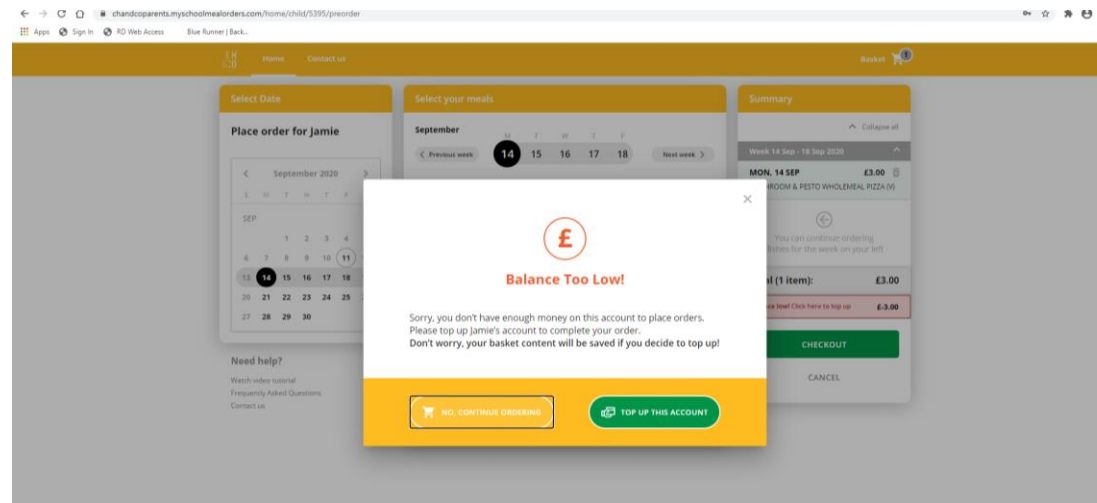 chandcoparents.myschoolmealorders.com/home/child/5395/preorder
Apps Sign In RD Web Access Blue Runner | Back...
CH
&CO
Home Contact us
Basket 1
Select Date
Place order for Jamie
September 2020
S M T W T F
SEP
1 2 3 4
6 7 8 9 10 11
13 14 15 16 17 18
20 21 22 23 24 25
27 28 29 30
Need help?
Watch video tutorial
Frequently Asked Questions
Contact us
Select your meals
September
M T W T F
Previous week 14 15 16 17 18 Next week
£
Balance Too Low!
Sorry, you don't have enough money on this account to place orders.
Please top up Jamie's account to complete your order.
Don't worry, your basket content will be saved if you decide to top up!
NO, CONTINUE ORDERING
TOP UP THIS ACCOUNT
Summary
Collapse all
Week 14 Sep - 18 Sep 2020
MON, 14 SEP £3.00
ROOM & PESTO WHOLEMEAL PIZZA (V)
You can continue ordering
dishes for the week on your left
(1 item): £3.00
low! Click here to top up £-3.00
CHECKOUT
CANCEL